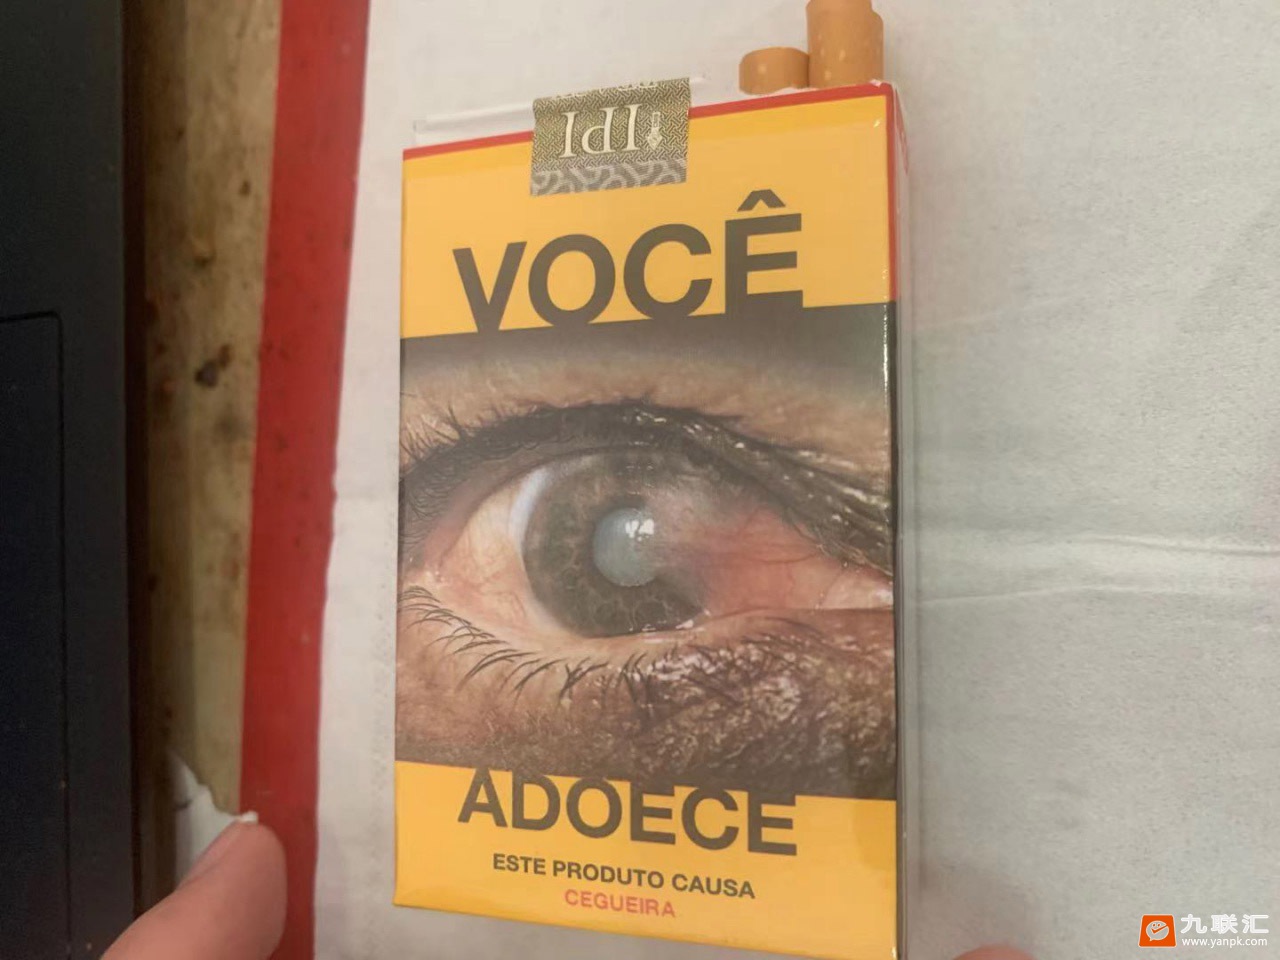 IPI
VOCÊ
ADOECE
ESTE PRODUTO CAUSA
CEGUEIRA
九联汇
www.yanpk.com